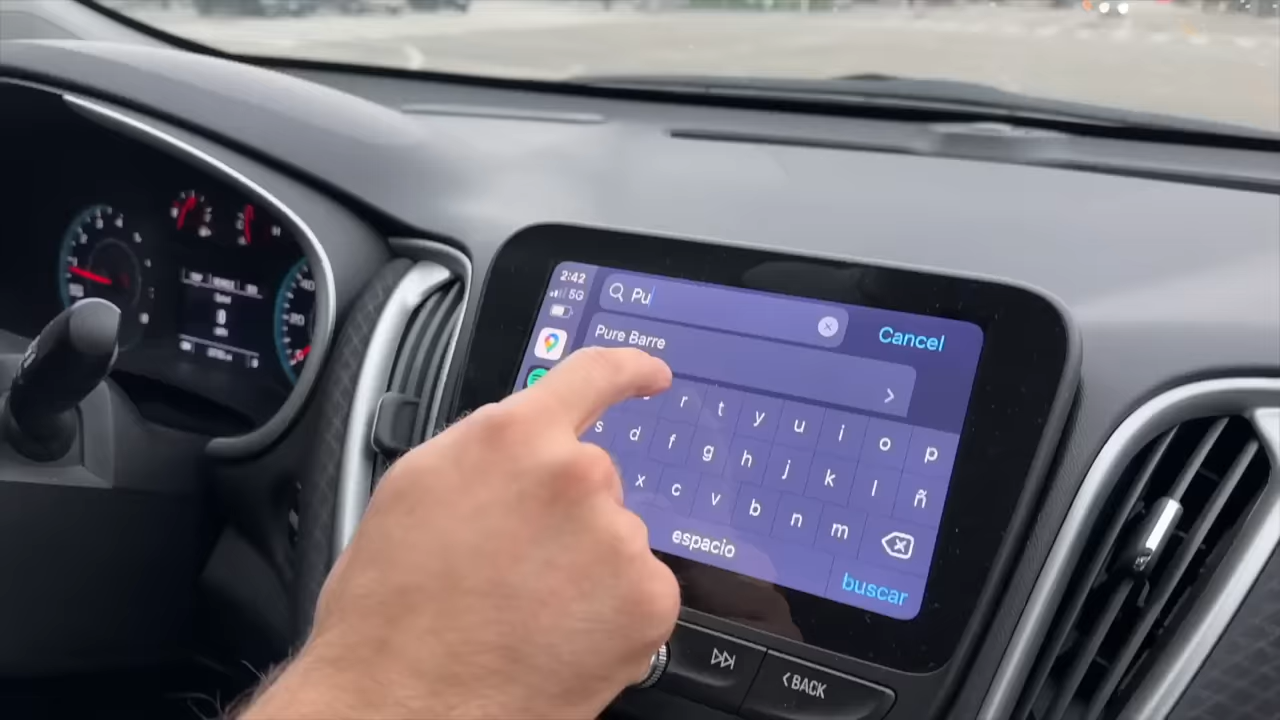 2:42
5G
Pu
Cancel
Pure Barre
r t y u i o p
s d f g h j k l ñ
x c v b n m
espacio
buscar
BACK